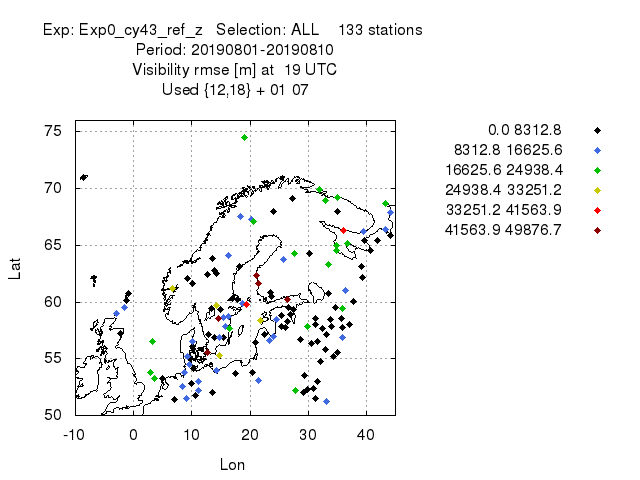 Exp: Exp0_cy43_ref_z   Selection: ALL    133 stations
Period: 20190801-20190810
Visibility rmse [m] at  19 UTC
Used {12,18} + 01 07
0.0 8312.8
8312.8 16625.6
16625.6 24938.4
24938.4 33251.2
33251.2 41563.9
41563.9 49876.7
75
70
65
60
55
50
Lat
-10 0 10 20 30 40
Lon